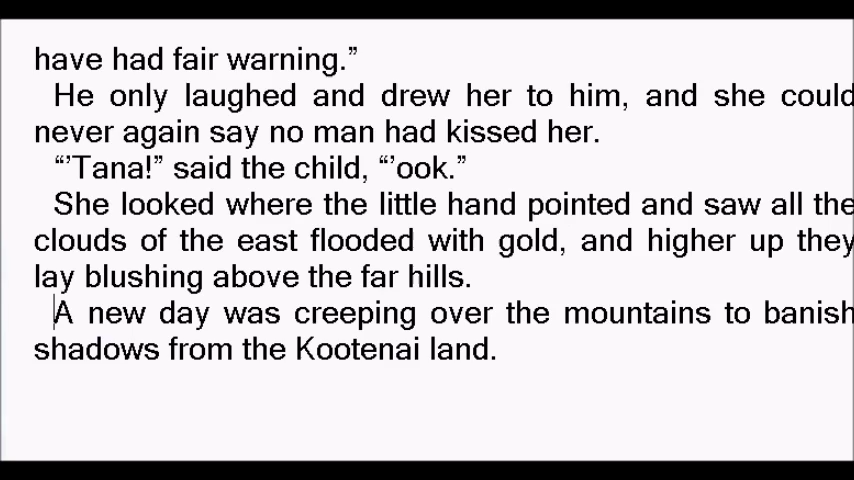 have had fair warning.”
He only laughed and drew her to him, and she could
never again say no man had kissed her.
“’Tana!” said the child, “’ook.”
She looked where the little hand pointed and saw all the
clouds of the east flooded with gold, and higher up they
lay blushing above the far hills.
A new day was creeping over the mountains to banish
shadows from the Kootenai land.